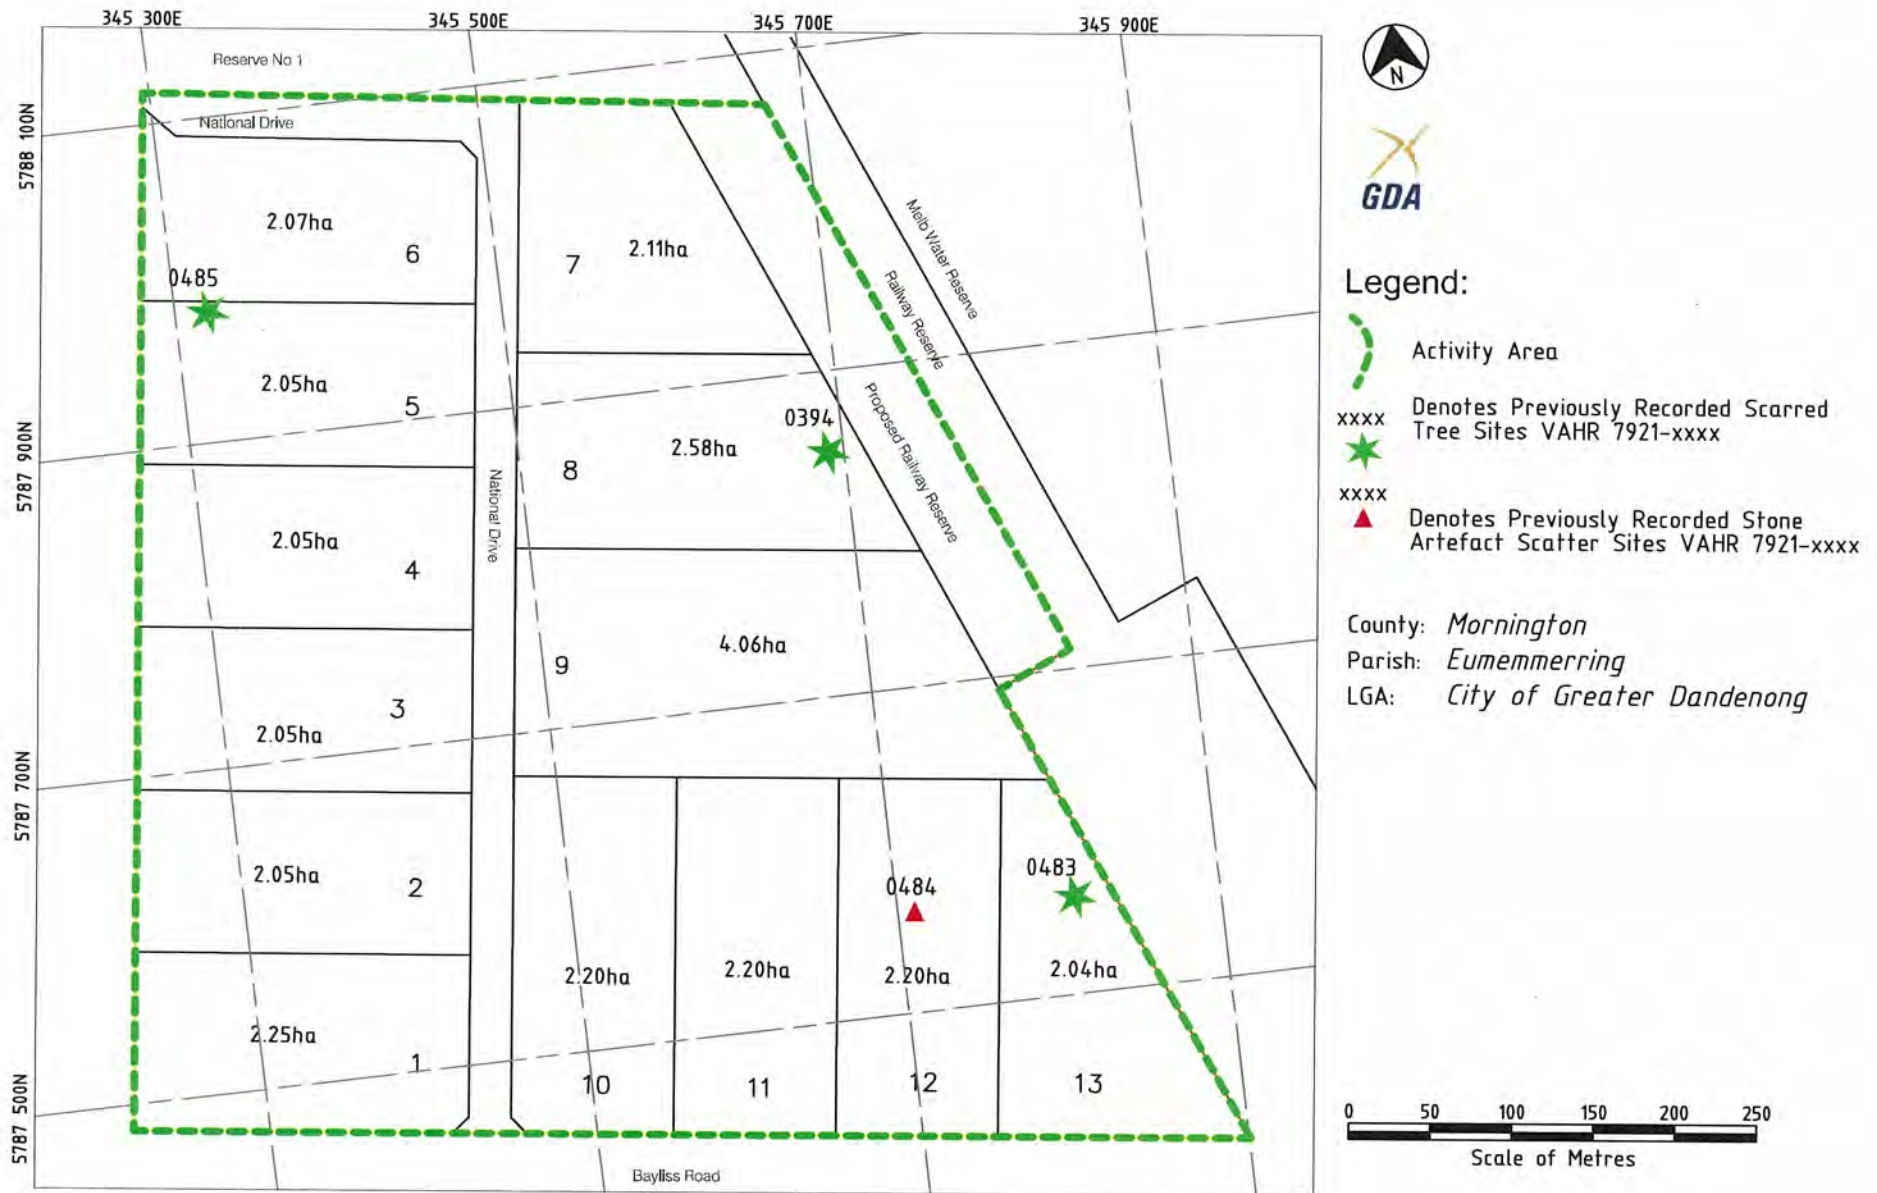 345 300E
345 500E
345 700E
345 900E
Reserve No 1
National Drive
5788 100N
5787 900N
5787 700N
5787 500N
2.07ha
6
0485
2.05ha
5
2.05ha
4
2.05ha
3
2.05ha
2
2.25ha
1
National Drive
7
2.11ha
8
2.58ha
0394
9
4.06ha
Melb Water Reserve
Railway Reserve
Proposed Railway Reserve
2.20ha
10
2.20ha
11
0484
2.20ha
12
0483
2.04ha
13
Bayliss Road
N
GDA
Legend:
Activity Area
xxxx
Denotes Previously Recorded Scarred
Tree Sites VAHR 7921-xxxx
xxxx
Denotes Previously Recorded Stone
Artefact Scatter Sites VAHR 7921-xxxx
County: Mornington
Parish: Eumemmerring
LGA: City of Greater Dandenong
0 50 100 150 200 250
Scale of Metres